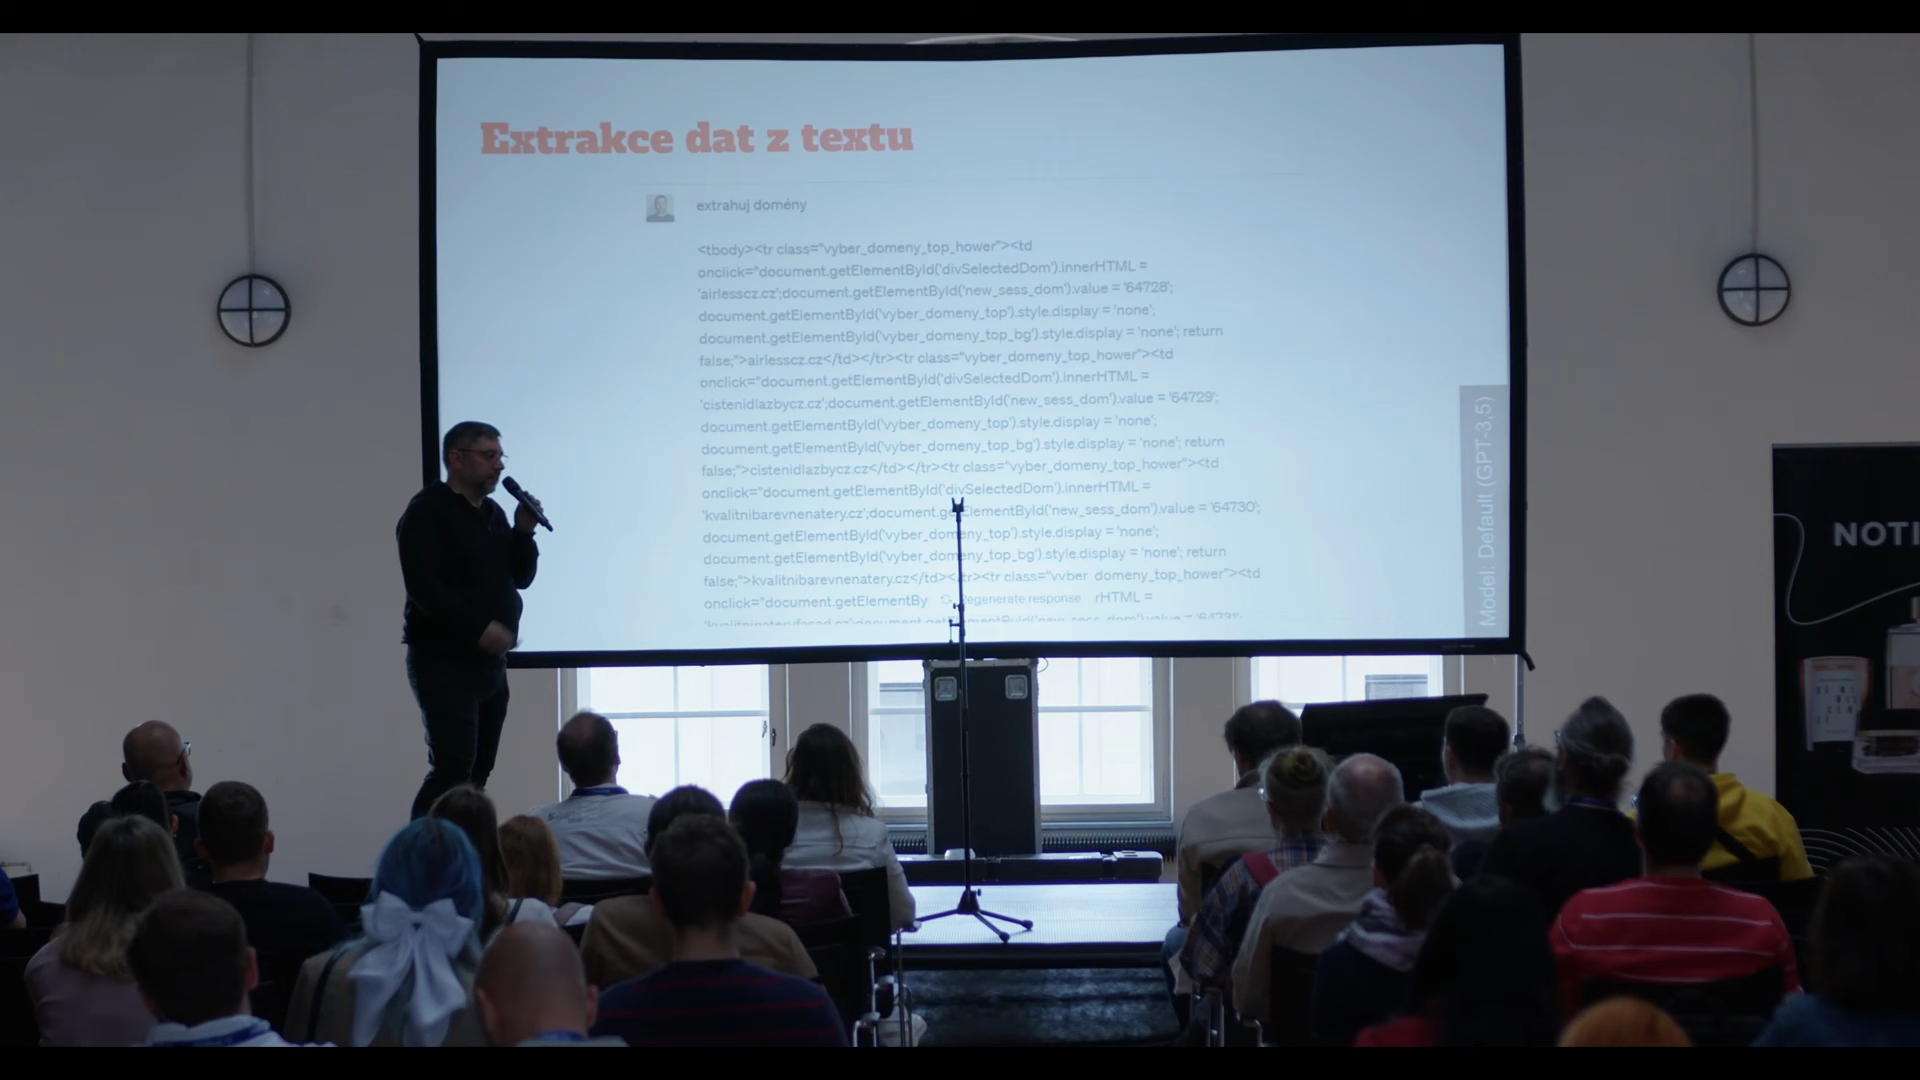 Extrakce dat z textu
extrahuj domény
<tbody><tr class="vyber_domeny_top_hower"><td
onclick="document.getElementById('divSelectedDom').innerHTML =
'airlesscz.cz';document.getElementById('new_sess_dom').value = '64728';
document.getElementById('vyber_domeny_top').style.display = 'none';
document.getElementById('vyber_domeny_top_bg').style.display = 'none'; return
false;">airlesscz.cz</td></tr><tr class="vyber_domeny_top_hower"><td
onclick="document.getElementById('divSelectedDom').innerHTML =
'cistenidlazbycz.cz';document.getElementById('new_sess_dom').value = '64729';
document.getElementById('vyber_domeny_top').style.display = 'none';
document.getElementById('vyber_domeny_top_bg').style.display = 'none'; return
false;">cistenidlazbycz.cz</td></tr><tr class="vyber_domeny_top_hower"><td
onclick="document.getElementById('divSelectedDom').innerHTML =
'kvalitnibarevnenatery.cz';document.getElementById('new_sess_dom').value = '64730';
document.getElementById('vyber_domeny_top').style.display = 'none';
document.getElementById('vyber_domeny_top_bg').style.display = 'none'; return
false;">kvalitnibarevnenatery.cz</td></tr><tr class="vyber_domeny_top_hower"><td
onclick="document.getElementBy Regenerate response rHTML =
Model: Default (GPT-3,5)
NOTI